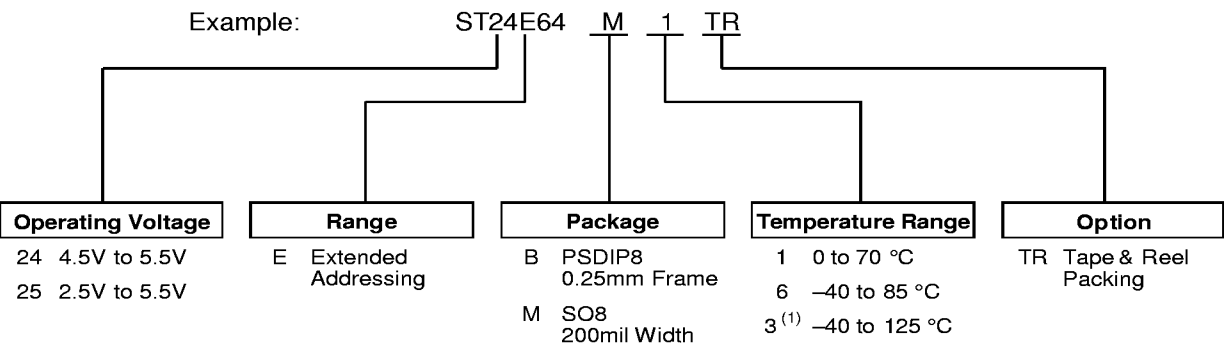 Example: ST24E64 M 1 TR
Operating Voltage
24 4.5V to 5.5V
25 2.5V to 5.5V
Range
E Extended
Addressing
Package
B PSDIP8
0.25mm Frame
M SO8
200mil Width
Temperature Range
1 0 to 70 °C
6 –40 to 85 °C
3 (1) –40 to 125 °C
Option
TR Tape & Reel
Packing